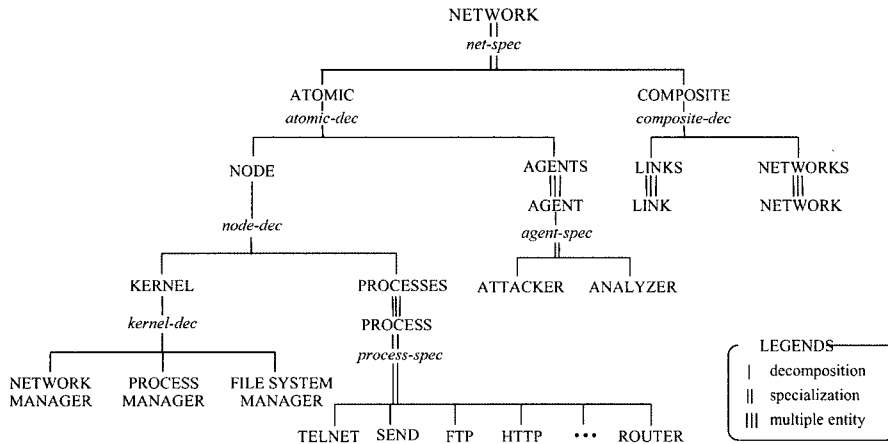 NETWORK
net-spec
ATOMIC
atomic-dec
COMPOSITE
composite-dec
NODE
AGENTS
AGENT
LINKS
LINK
NETWORKS
NETWORK
node-dec
agent-spec
KERNEL
PROCESSES
ATTACKER
ANALYZER
kernel-dec
PROCESS
process-spec
NETWORK
MANAGER
PROCESS
MANAGER
FILE SYSTEM
MANAGER
TELNET
SEND
FTP
HTTP
•••
ROUTER
LEGENDS
| decomposition
|| specialization
||| multiple entity